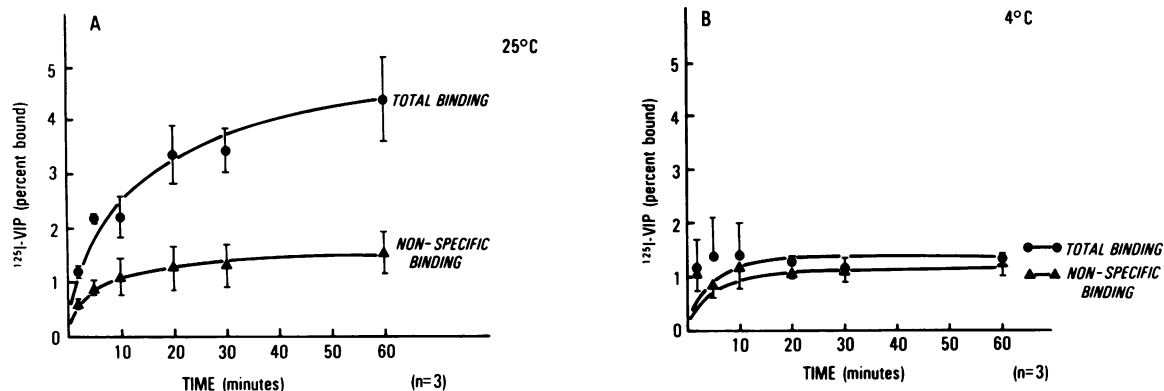 A
25°C
5
4
3
2
1
0
¹²⁵I-VIP (percent bound)
TOTAL BINDING
NON-SPECIFIC
BINDING
10 20 30 40 50 60
TIME (minutes)
(n=3)
B
4°C
5
4
3
2
1
0
¹²⁵I-VIP (percent bound)
TOTAL BINDING
NON-SPECIFIC
BINDING
10 20 30 40 50 60
TIME (minutes)
(n=3)